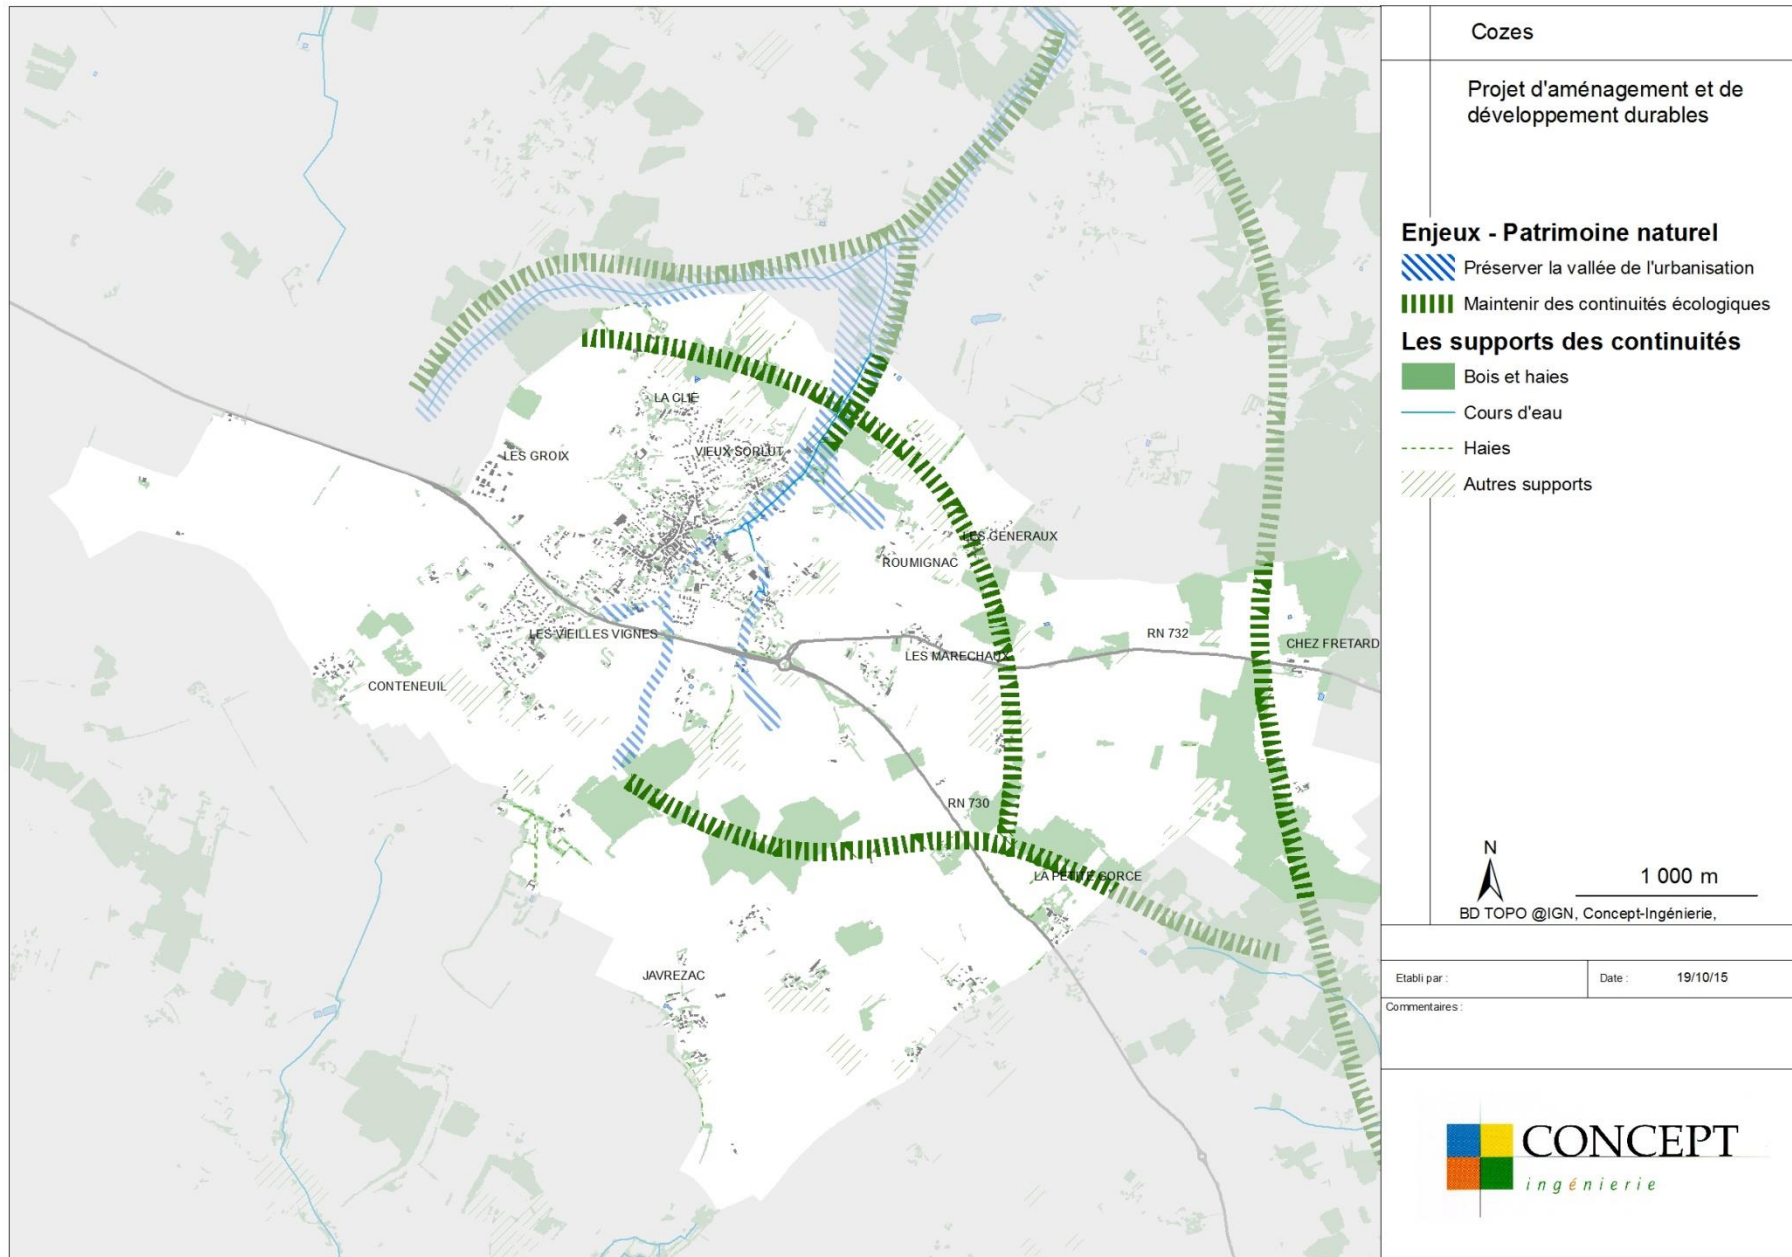 Cozes
Projet d'aménagement et de
développement durables
Enjeux - Patrimoine naturel
Préserver la vallée de l'urbanisation
Maintenir des continuités écologiques
Les supports des continuités
Bois et haies
Cours d'eau
Haies
Autres supports
LA CLIE
LES GROIX
VIEUX SORLUT
LES GENERAUX
ROUMIGNAC
LES VIEILLES VIGNES
RN 732
CHEZ FRETARD
LES MARECHAUX
CONTENEUIL
RN 730
LA PETITE GORCE
JAVREZAC
N
1 000 m
BD TOPO @IGN, Concept-Ingénierie,
Etabli par :
Date : 19/10/15
Commentaires :
CONCEPT
ingénierie